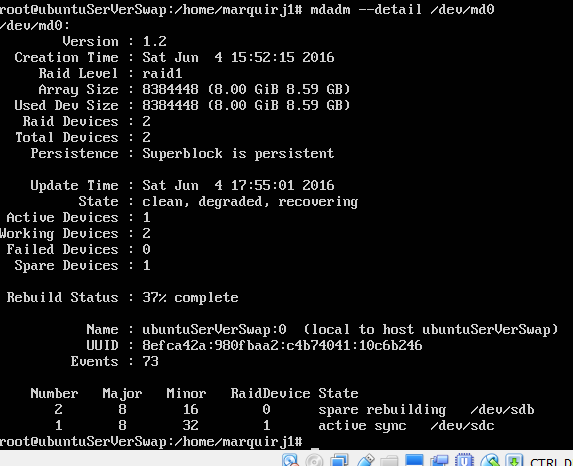 root@ubuntuSerVerSwap:/home/marquirj1# mdadm --detail /dev/md0
/dev/md0:
Version : 1.2
Creation Time : Sat Jun 4 15:52:15 2016
Raid Level : raid1
Array Size : 8384448 (8.00 GiB 8.59 GB)
Used Dev Size : 8384448 (8.00 GiB 8.59 GB)
Raid Devices : 2
Total Devices : 2
Persistence : Superblock is persistent
Update Time : Sat Jun 4 17:55:01 2016
State : clean, degraded, recovering
Active Devices : 1
Working Devices : 2
Failed Devices : 0
Spare Devices : 1
Rebuild Status : 37% complete
Name : ubuntuSerVerSwap:0 (local to host ubuntuSerVerSwap)
UUID : 8efca42a:980fbaa2:c4b74041:10c6b246
Events : 73
Number Major Minor RaidDevice State
2 8 16 0 spare rebuilding /dev/sdb
1 8 32 1 active sync /dev/sdc
root@ubuntuSerVerSwap:/home/marquirj1# _
CTRL D